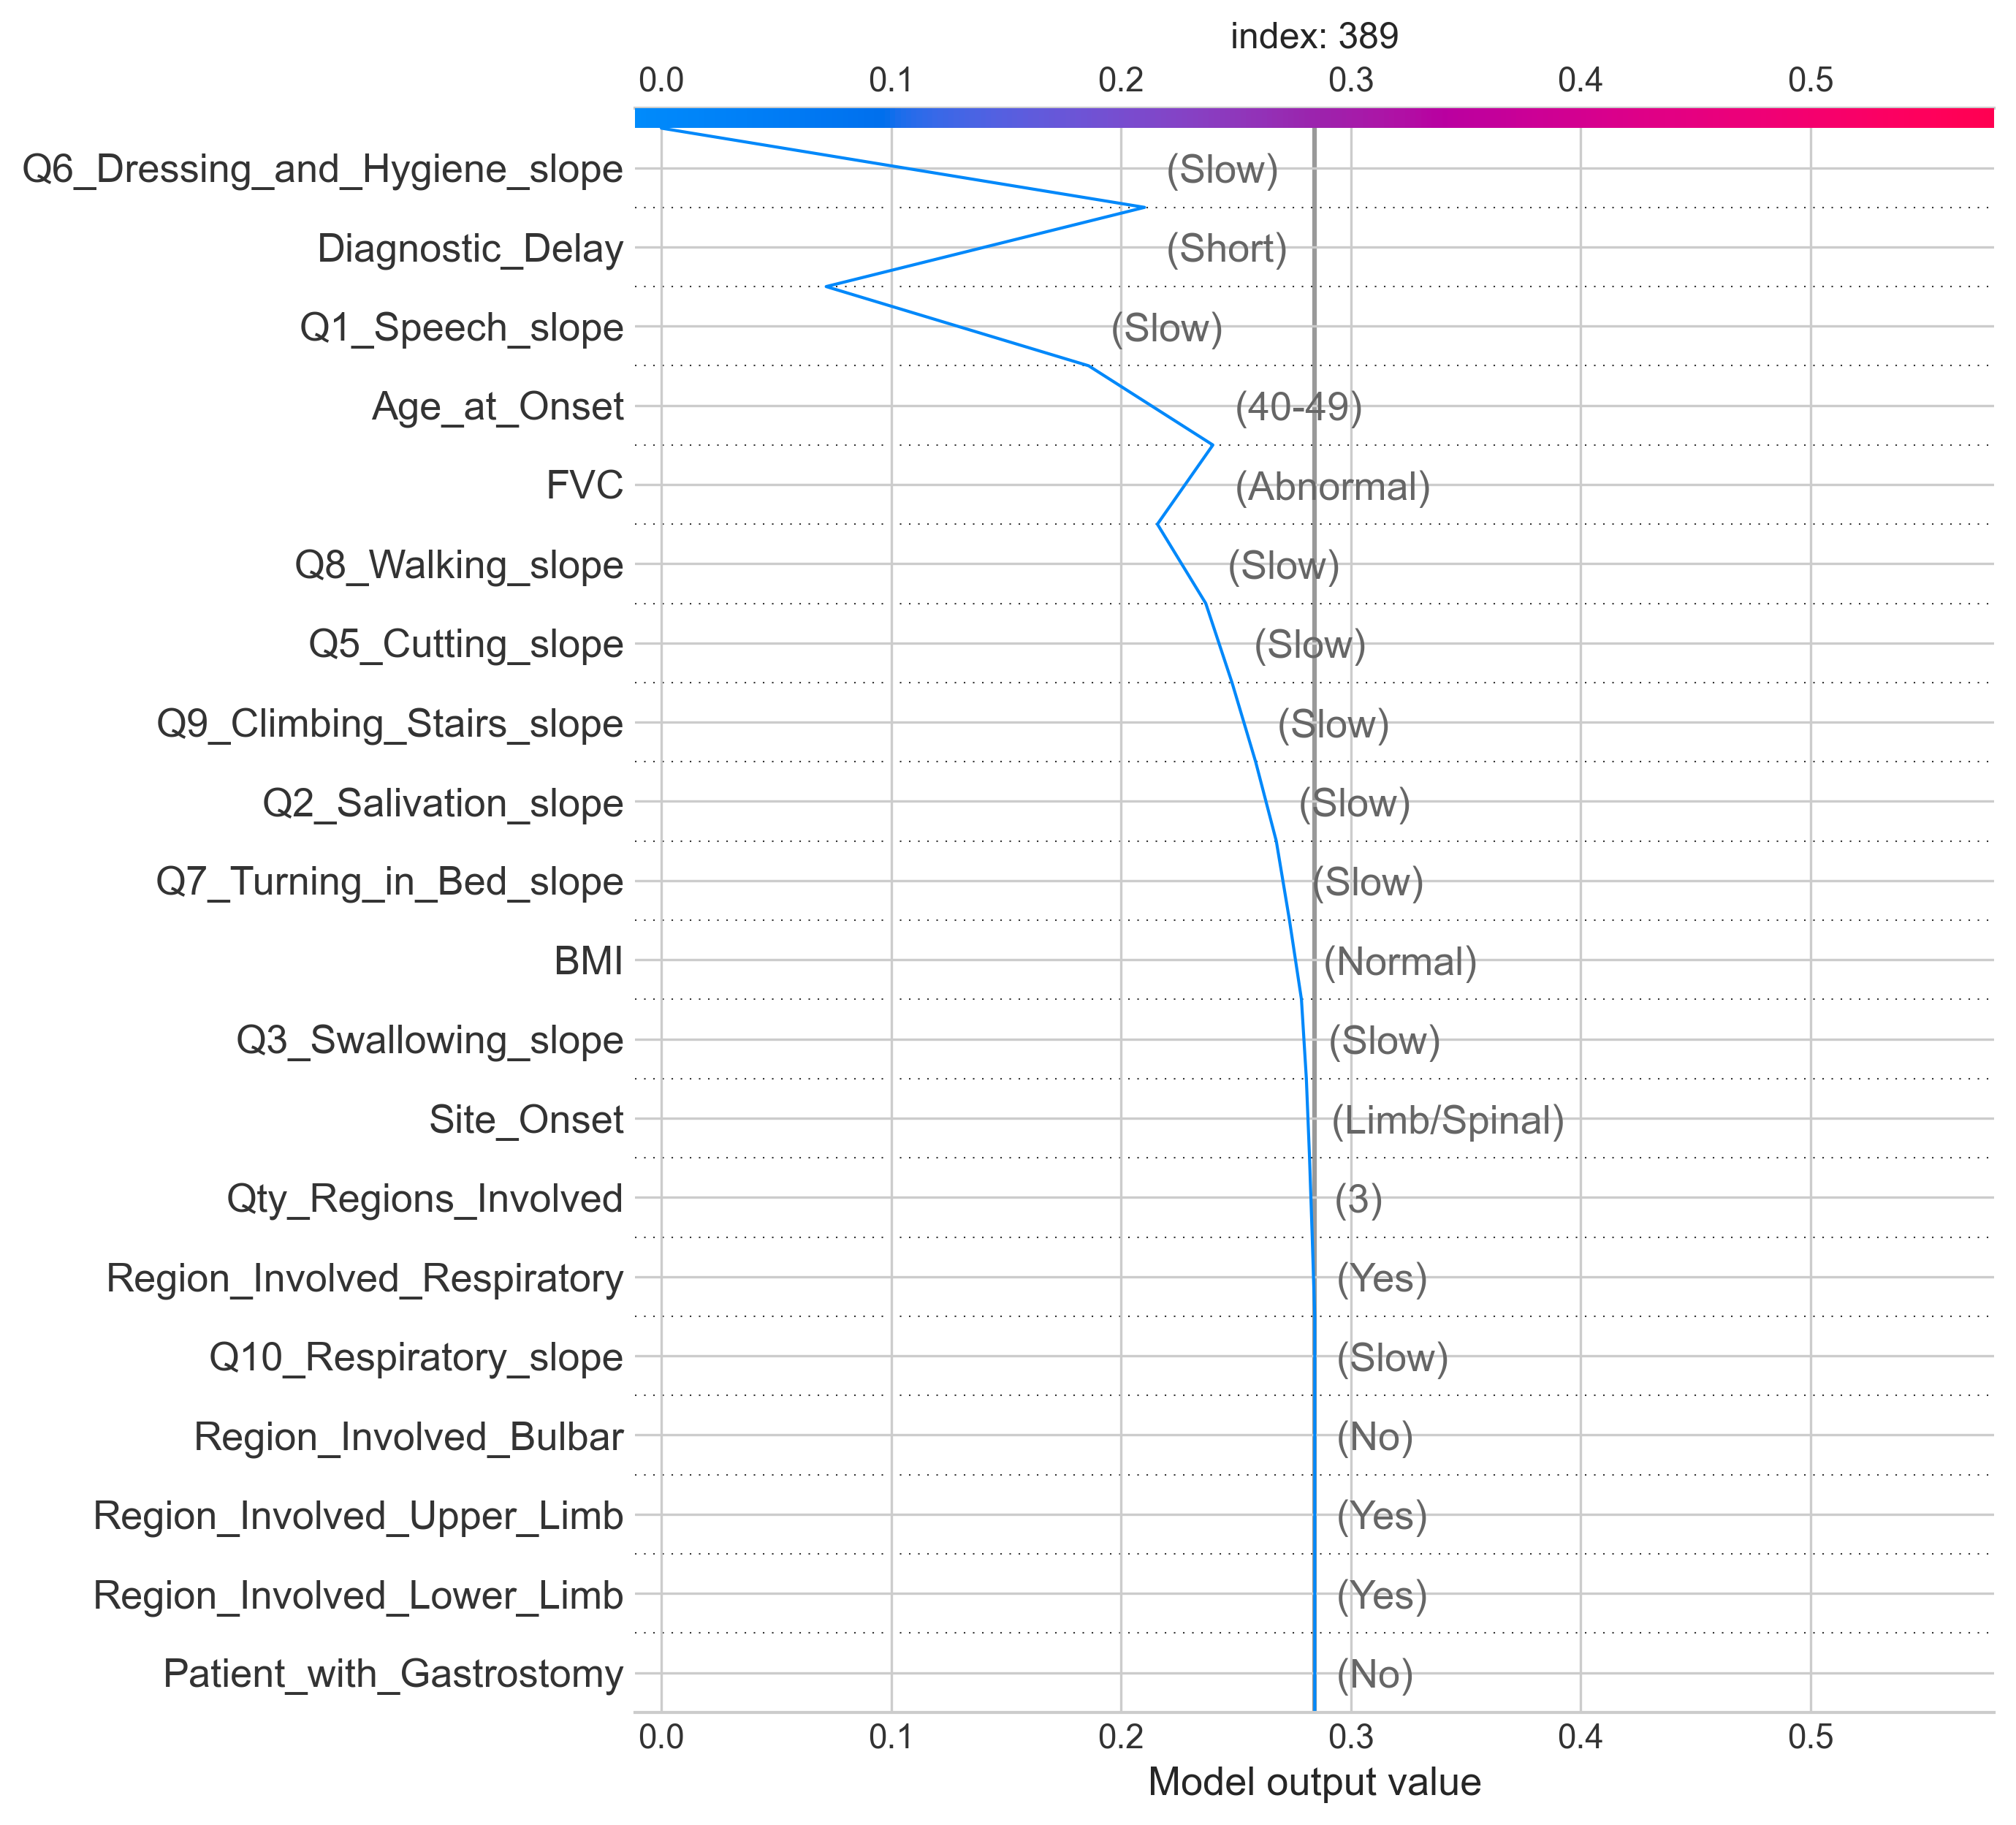 index: 389
0.0 0.1 0.2 0.3 0.4 0.5
Q6_Dressing_and_Hygiene_slope (Slow)
Diagnostic_Delay (Short)
Q1_Speech_slope (Slow)
Age_at_Onset (40-49)
FVC (Abnormal)
Q8_Walking_slope (Slow)
Q5_Cutting_slope (Slow)
Q9_Climbing_Stairs_slope (Slow)
Q2_Salivation_slope (Slow)
Q7_Turning_in_Bed_slope (Slow)
BMI (Normal)
Q3_Swallowing_slope (Slow)
Site_Onset (Limb/Spinal)
Qty_Regions_Involved (3)
Region_Involved_Respiratory (Yes)
Q10_Respiratory_slope (Slow)
Region_Involved_Bulbar (No)
Region_Involved_Upper_Limb (Yes)
Region_Involved_Lower_Limb (Yes)
Patient_with_Gastrostomy (No)
0.0 0.1 0.2 0.3 0.4 0.5
Model output value